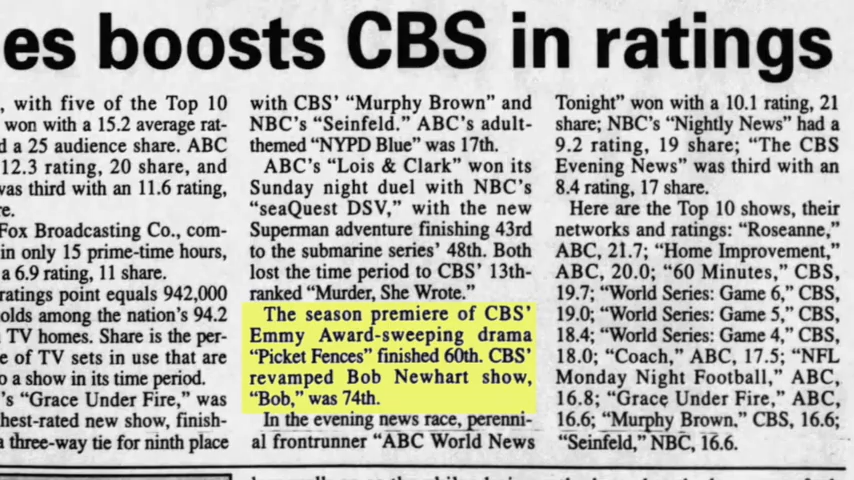 es boosts CBS in ratings
, with five of the Top 10
won with a 15.2 average rat-
d a 25 audience share. ABC
12.3 rating, 20 share, and
was third with an 11.6 rating,
re.
Fox Broadcasting Co., com-
in only 15 prime-time hours,
a 6.9 rating, 11 share.
ratings point equals 942,000
olds among the nation's 94.2
TV homes. Share is the per-
e of TV sets in use that are
o a show in its time period.
's “Grace Under Fire,” was
hest-rated new show, finish-
a three-way tie for ninth place
with CBS' “Murphy Brown” and
NBC's “Seinfeld.” ABC's adult-
themed “NYPD Blue” was 17th.
ABC's “Lois & Clark” won its
Sunday night duel with NBC's
“seaQuest DSV,” with the new
Superman adventure finishing 43rd
to the submarine series' 48th. Both
lost the time period to CBS' 13th-
ranked “Murder, She Wrote.”
The season premiere of CBS'
Emmy Award-sweeping drama
“Picket Fences” finished 60th. CBS'
revamped Bob Newhart show,
“Bob,” was 74th.
In the evening news race, perenni-
al frontrunner “ABC World News
Tonight” won with a 10.1 rating, 21
share; NBC's “Nightly News” had a
9.2 rating, 19 share; “The CBS
Evening News” was third with an
8.4 rating, 17 share.
Here are the Top 10 shows, their
networks and ratings: “Roseanne,”
ABC, 21.7; “Home Improvement,”
ABC, 20.0; “60 Minutes,” CBS,
19.7; “World Series: Game 6,” CBS,
19.0; “World Series: Game 5,” CBS,
18.4; “World Series: Game 4,” CBS,
18.0; “Coach,” ABC, 17.5; “NFL
Monday Night Football,” ABC,
16.8; “Grace Under Fire,” ABC,
16.6; “Murphy Brown,” CBS, 16.6;
“Seinfeld,” NBC, 16.6.